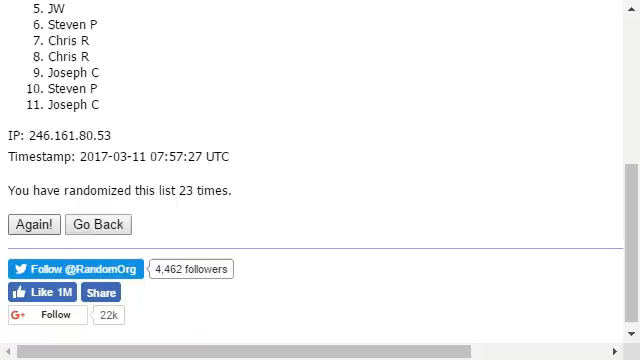 5. JW
6. Steven P
7. Chris R
8. Chris R
9. Joseph C
10. Steven P
11. Joseph C
IP: 246.161.80.53
Timestamp: 2017-03-11 07:57:27 UTC
You have randomized this list 23 times.
Again! Go Back
Follow @RandomOrg 4,462 followers
Like 1M Share
G+ Follow 22k